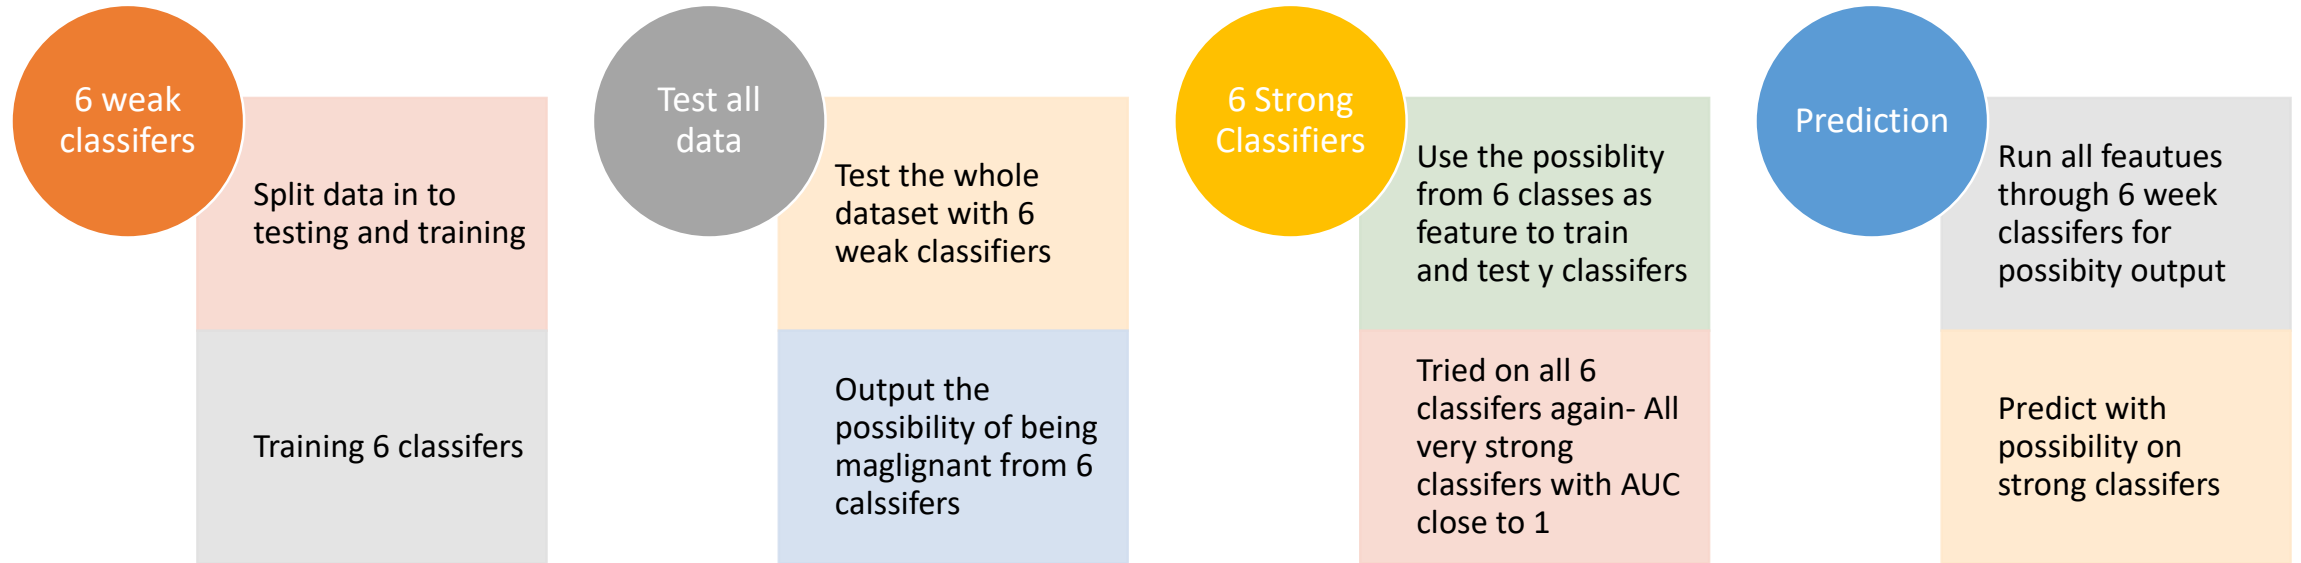 6 weak
classifers
Split data in to
testing and training
Training 6 classifers
Test all
data
Test the whole
dataset with 6
weak classifiers
Output the
possibility of being
maglignant from 6
calssifers
6 Strong
Classifiers
Use the possiblity
from 6 classes as
feature to train
and test y classifers
Tried on all 6
classifers again- All
very strong
classifers with AUC
close to 1
Prediction
Run all feautues
through 6 week
classifers for
possibity output
Predict with
possibility on
strong classifers